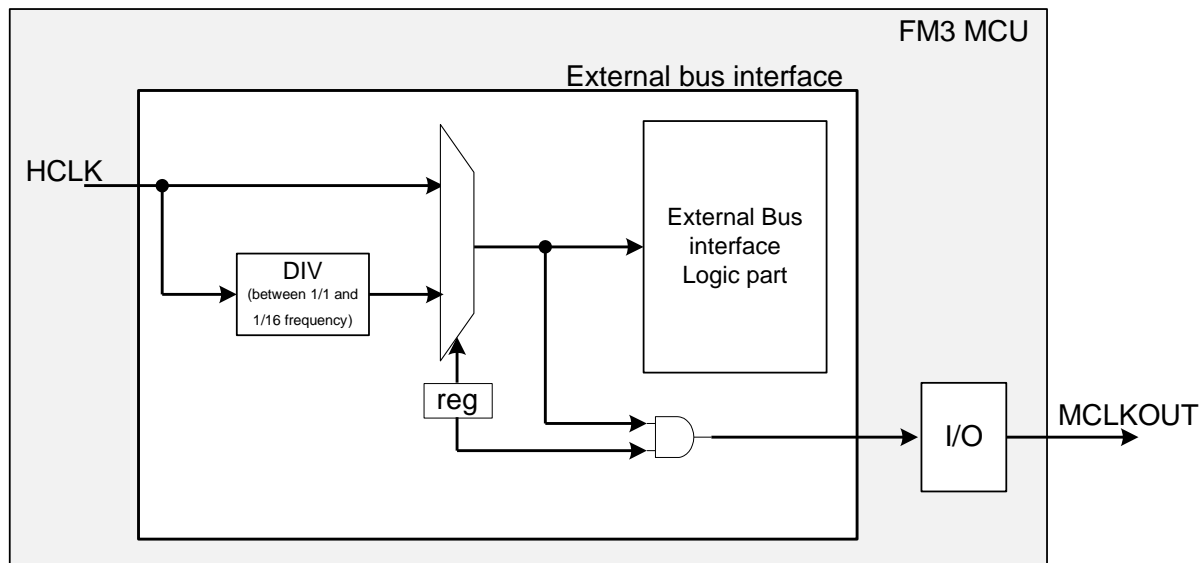 FM3 MCU
External bus interface
HCLK
External Bus
interface
Logic part
DIV
(between 1/1 and
1/16 frequency)
reg
I/O
MCLKOUT